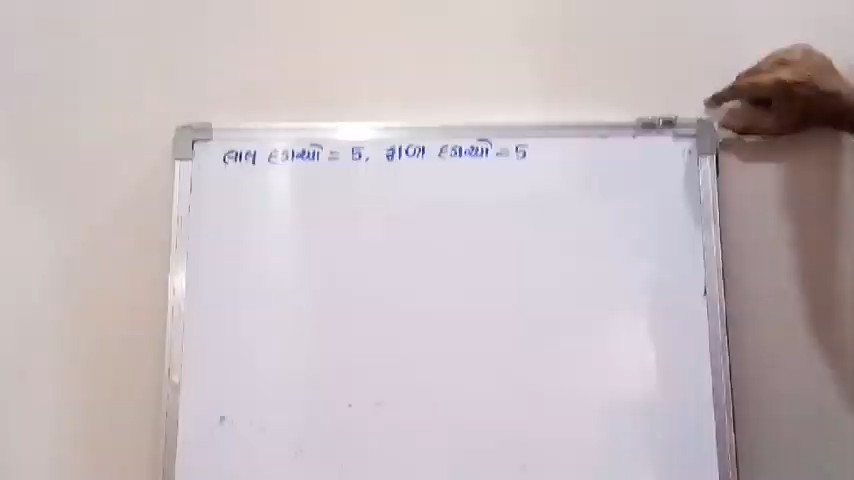 લાલ દડાઓ = 5, કાળા દડાઓ = 5